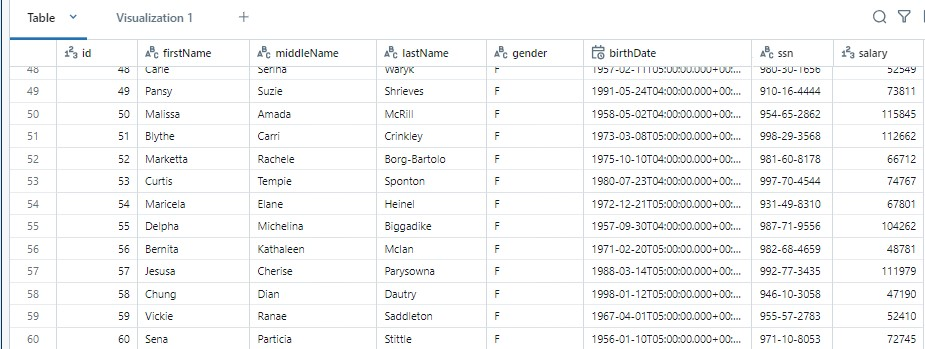 Table Visualization 1 +
123 id ABC firstName ABC middleName ABC lastName ABC gender birthDate ABC ssn 123 salary
48 48 Carie Serina Waryk F 1957-02-11T05:00:00.000+00:... 980-30-1656 52549
49 49 Pansy Suzie Shrieves F 1991-05-24T04:00:00.000+00:... 910-16-4444 73811
50 50 Malissa Amada McRill F 1958-05-02T04:00:00.000+00:... 954-65-2862 115845
51 51 Blythe Carri Crinkley F 1973-03-08T05:00:00.000+00:... 998-29-3568 112662
52 52 Marketta Rachele Borg-Bartolo F 1975-10-10T04:00:00.000+00:... 981-60-8178 66712
53 53 Curtis Tempie Sponton F 1980-07-23T04:00:00.000+00:... 997-70-4544 74767
54 54 Maricela Elane Heinel F 1972-12-21T05:00:00.000+00:... 931-49-8310 67801
55 55 Delpha Michelina Biggadike F 1957-09-30T04:00:00.000+00:... 987-71-9556 104262
56 56 Bernita Kathaleen McIan F 1971-02-20T05:00:00.000+00:... 982-68-4659 48781
57 57 Jesusa Cherise Parysowna F 1988-03-14T05:00:00.000+00:... 992-77-3435 111979
58 58 Chung Dian Dautry F 1998-01-12T05:00:00.000+00:... 946-10-3058 47190
59 59 Vickie Ranae Saddleton F 1967-04-01T05:00:00.000+00:... 955-57-2783 52410
60 60 Sena Particia Stittle F 1956-01-10T05:00:00.000+00:... 971-10-8053 72745